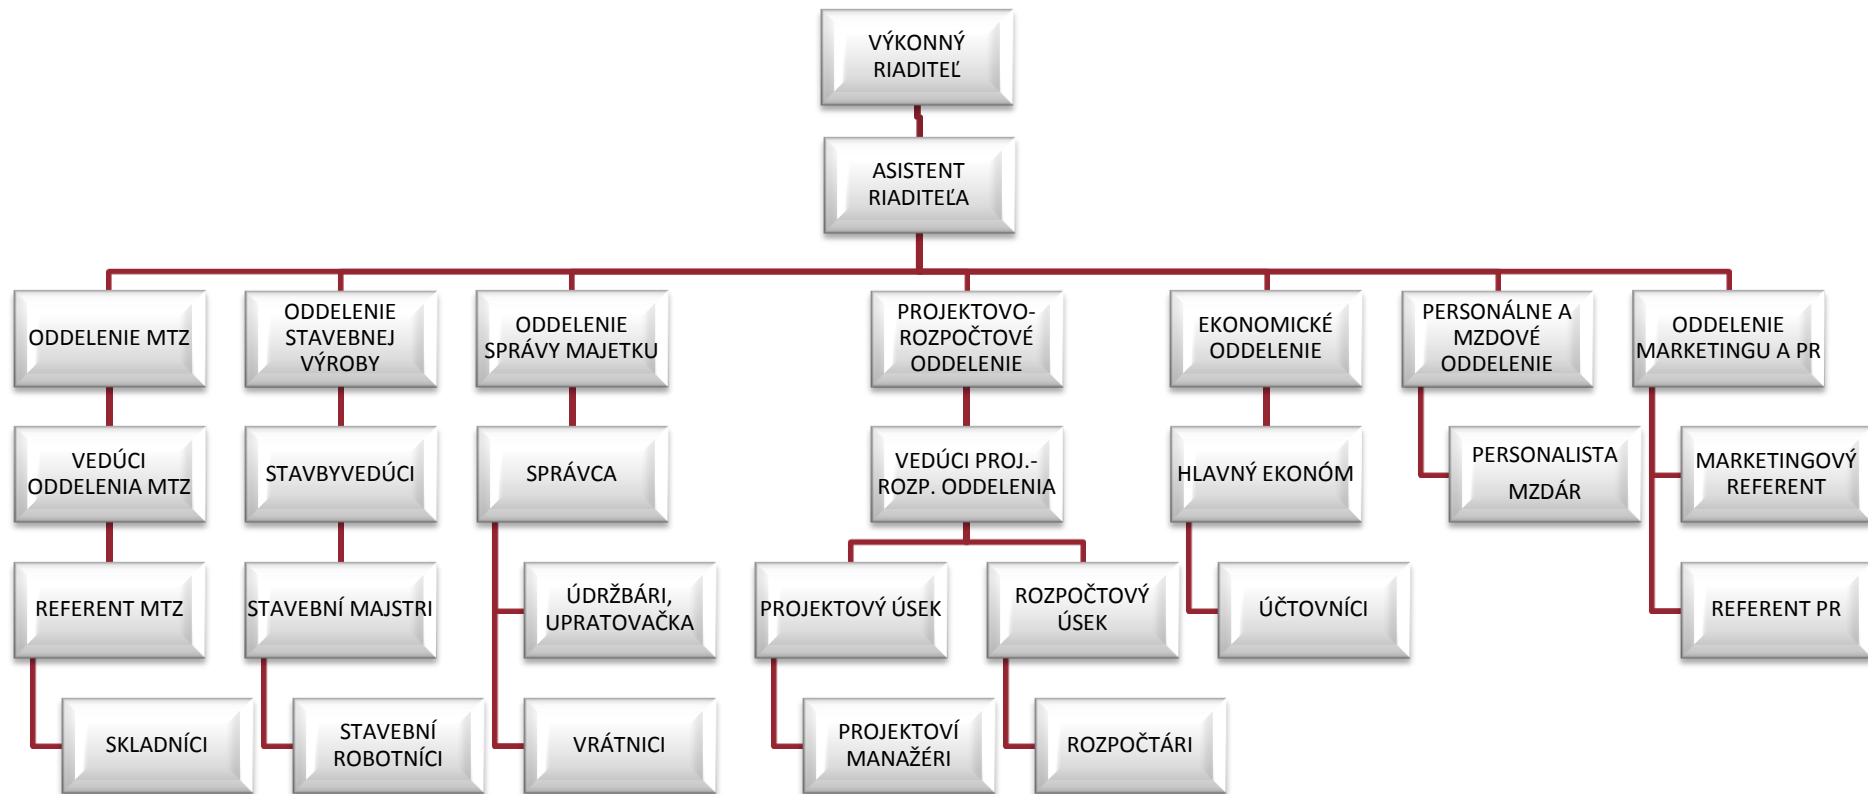 VÝKONNÝ
RIADITEĽ
ASISTENT
RIADITEĽA
ODDELENIE MTZ
ODDELENIE
STAVEBNEJ
VÝROBY
ODDELENIE
SPRÁVY MAJETKU
PROJEKTOVO-
ROZPOČTOVÉ
ODDELENIE
EKONOMICKÉ
ODDELENIE
PERSONÁLNE A
MZDOVÉ
ODDELENIE
ODDELENIE
MARKETINGU A PR
VEDÚCI
ODDELENIA MTZ
STAVBYVEDÚCI
SPRÁVCA
VEDÚCI PROJ.-
ROZP. ODDELENIA
HLAVNÝ EKONÓM
PERSONALISTA
MZDÁR
MARKETINGOVÝ
REFERENT
REFERENT MTZ
STAVEBNÍ MAJSTRI
ÚDRŽBÁRI,
UPRATOVAČKA
PROJEKTOVÝ ÚSEK
ROZPOČTOVÝ
ÚSEK
ÚČTOVNÍCI
REFERENT PR
SKLADNÍCI
STAVEBNÍ
ROBOTNÍCI
VRÁTNICI
PROJEKTOVÍ
MANAŽÉRI
ROZPOČTÁRI